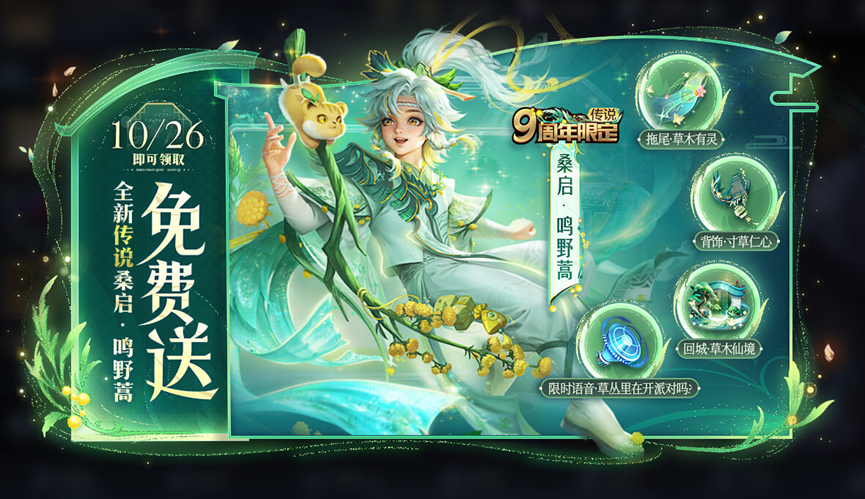 10/26
即可领取
免费送
全新传说桑启·鸣野蒿
9周年限定
传说
桑启·鸣野蒿
拖尾·草木有灵
背饰·寸草仁心
回城·草木仙境
限时语音·草丛里在开派对吗?